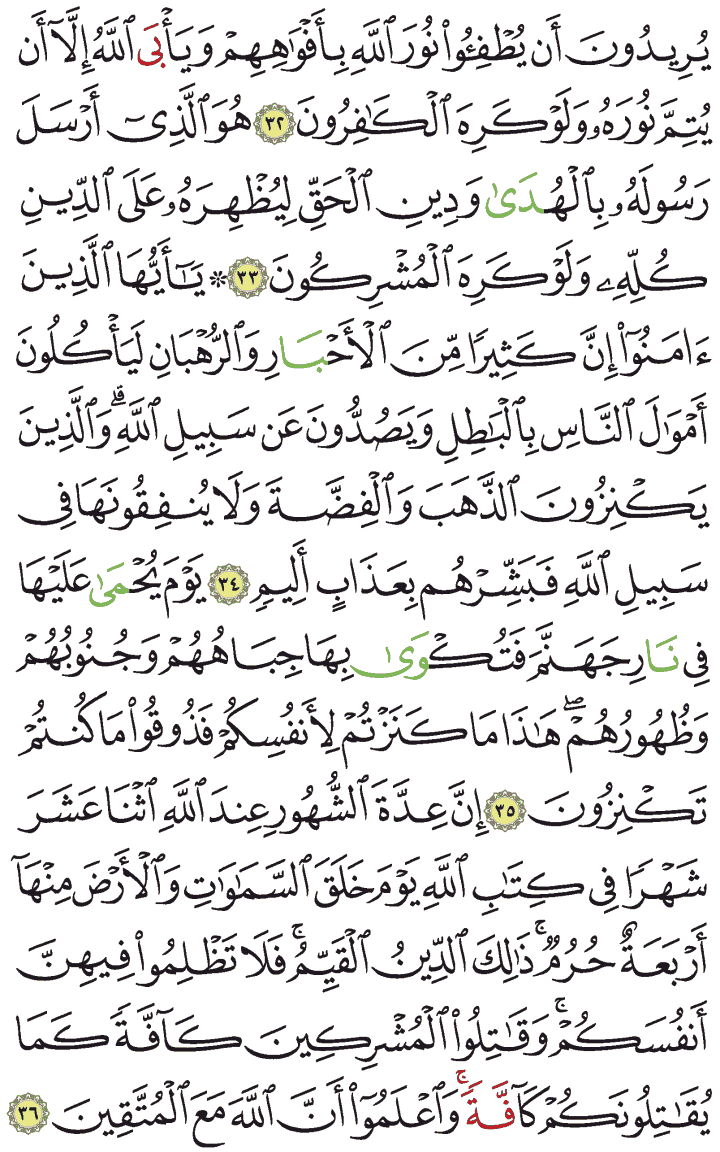 يُرِيدُونَ أَن يُطْفِـُٔوا۟ نُورَ ٱللَّهِ بِأَفْوَٰهِهِمْ وَيَأْبَى ٱللَّهُ إِلَّآ أَن
يُتِمَّ نُورَهُۥ وَلَوْ كَرِهَ ٱلْكَـٰفِرُونَ ٣٢ هُوَ ٱلَّذِىٓ أَرْسَلَ
رَسُولَهُۥ بِٱلْهُدَىٰ وَدِينِ ٱلْحَقِّ لِيُظْهِرَهُۥ عَلَى ٱلدِّينِ
كُلِّهِۦ وَلَوْ كَرِهَ ٱلْمُشْرِكُونَ ٣٣ * يَـٰٓأَيُّهَا ٱلَّذِينَ
ءَامَنُوٓا۟ إِنَّ كَثِيرًا مِّنَ ٱلْأَحْبَارِ وَٱلرُّهْبَانِ لَيَأْكُلُونَ
أَمْوَٰلَ ٱلنَّاسِ بِٱلْبَـٰطِلِ وَيَصُدُّونَ عَن سَبِيلِ ٱللَّهِ ۗ وَٱلَّذِينَ
يَكْنِزُونَ ٱلذَّهَبَ وَٱلْفِضَّةَ وَلَا يُنفِقُونَهَا فِى
سَبِيلِ ٱللَّهِ فَبَشِّرْهُم بِعَذَابٍ أَلِيمٍ ٣٤ يَوْمَ يُحْمَىٰ عَلَيْهَا
فِى نَارِ جَهَنَّمَ فَتُكْوَىٰ بِهَا جِبَاهُهُمْ وَجُنُوبُهُمْ
وَظُهُورُهُمْ ۖ هَـٰذَا مَا كَنَزْتُمْ لِأَنفُسِكُمْ فَذُوقُوا۟ مَا كُنتُمْ
تَكْنِزُونَ ٣٥ إِنَّ عِدَّةَ ٱلشُّهُورِ عِندَ ٱللَّهِ ٱثْنَا عَشَرَ
شَهْرًا فِى كِتَـٰبِ ٱللَّهِ يَوْمَ خَلَقَ ٱلسَّمَـٰوَٰتِ وَٱلْأَرْضَ مِنْهَآ
أَرْبَعَةٌ حُرُمٌ ۚ ذَٰلِكَ ٱلدِّينُ ٱلْقَيِّمُ ۚ فَلَا تَظْلِمُوا۟ فِيهِنَّ
أَنفُسَكُمْ ۚ وَقَـٰتِلُوا۟ ٱلْمُشْرِكِينَ كَآفَّةً كَمَا
يُقَـٰتِلُونَكُمْ كَآفَّةً ۚ وَٱعْلَمُوٓا۟ أَنَّ ٱللَّهَ مَعَ ٱلْمُتَّقِينَ ٣٦